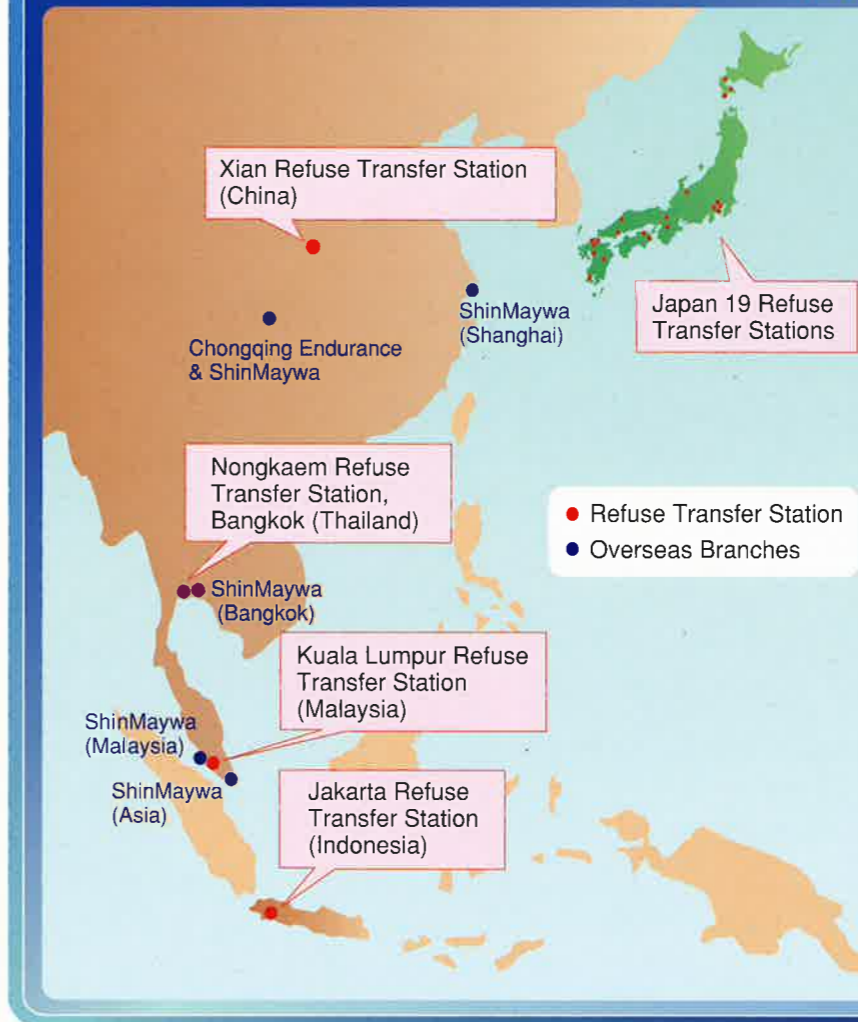 Xian Refuse Transfer Station
(China)
Japan 19 Refuse
Transfer Stations
ShinMaywa
(Shanghai)
Chongqing Endurance
& ShinMaywa
Nongkaem Refuse
Transfer Station,
Bangkok (Thailand)
Refuse Transfer Station
Overseas Branches
ShinMaywa
(Bangkok)
Kuala Lumpur Refuse
Transfer Station
(Malaysia)
ShinMaywa
(Malaysia)
ShinMaywa
(Asia)
Jakarta Refuse
Transfer Station
(Indonesia)